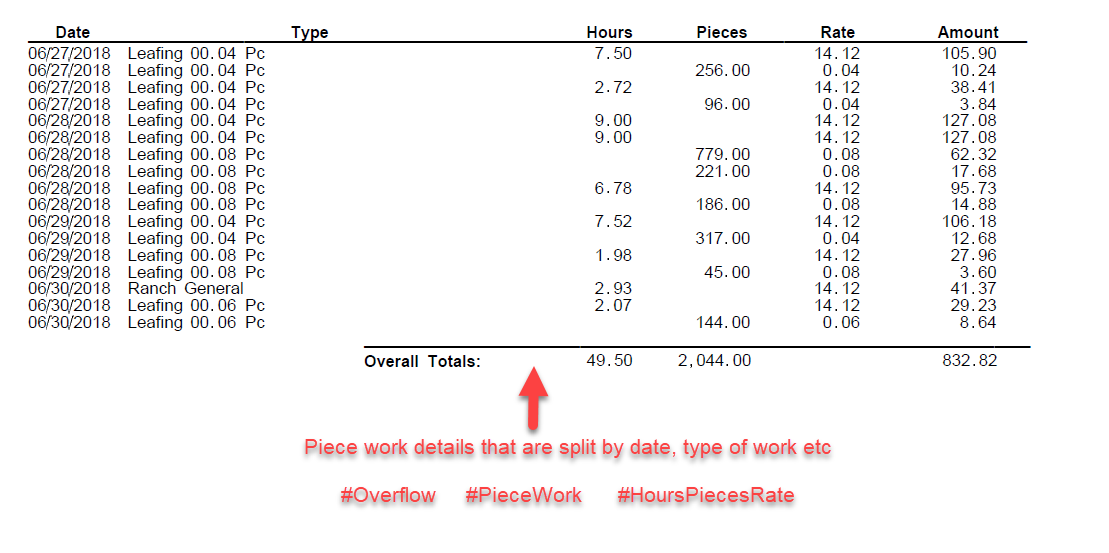 Date Type Hours Pieces Rate Amount
06/27/2018 Leafing 00.04 Pc 7.50 14.12 105.90
06/27/2018 Leafing 00.04 Pc 256.00 0.04 10.24
06/27/2018 Leafing 00.04 Pc 2.72 14.12 38.41
06/27/2018 Leafing 00.04 Pc 96.00 0.04 3.84
06/28/2018 Leafing 00.04 Pc 9.00 14.12 127.08
06/28/2018 Leafing 00.04 Pc 9.00 14.12 127.08
06/28/2018 Leafing 00.08 Pc 779.00 0.08 62.32
06/28/2018 Leafing 00.08 Pc 221.00 0.08 17.68
06/28/2018 Leafing 00.08 Pc 6.78 14.12 95.73
06/28/2018 Leafing 00.08 Pc 186.00 0.08 14.88
06/29/2018 Leafing 00.04 Pc 7.52 14.12 106.18
06/29/2018 Leafing 00.04 Pc 317.00 0.04 12.68
06/29/2018 Leafing 00.08 Pc 1.98 14.12 27.96
06/29/2018 Leafing 00.08 Pc 45.00 0.08 3.60
06/30/2018 Ranch General 2.93 14.12 41.37
06/30/2018 Leafing 00.06 Pc 2.07 14.12 29.23
06/30/2018 Leafing 00.06 Pc 144.00 0.06 8.64
Overall Totals: 49.50 2,044.00 832.82
Piece work details that are split by date, type of work etc
#Overflow #PieceWork #HoursPiecesRate